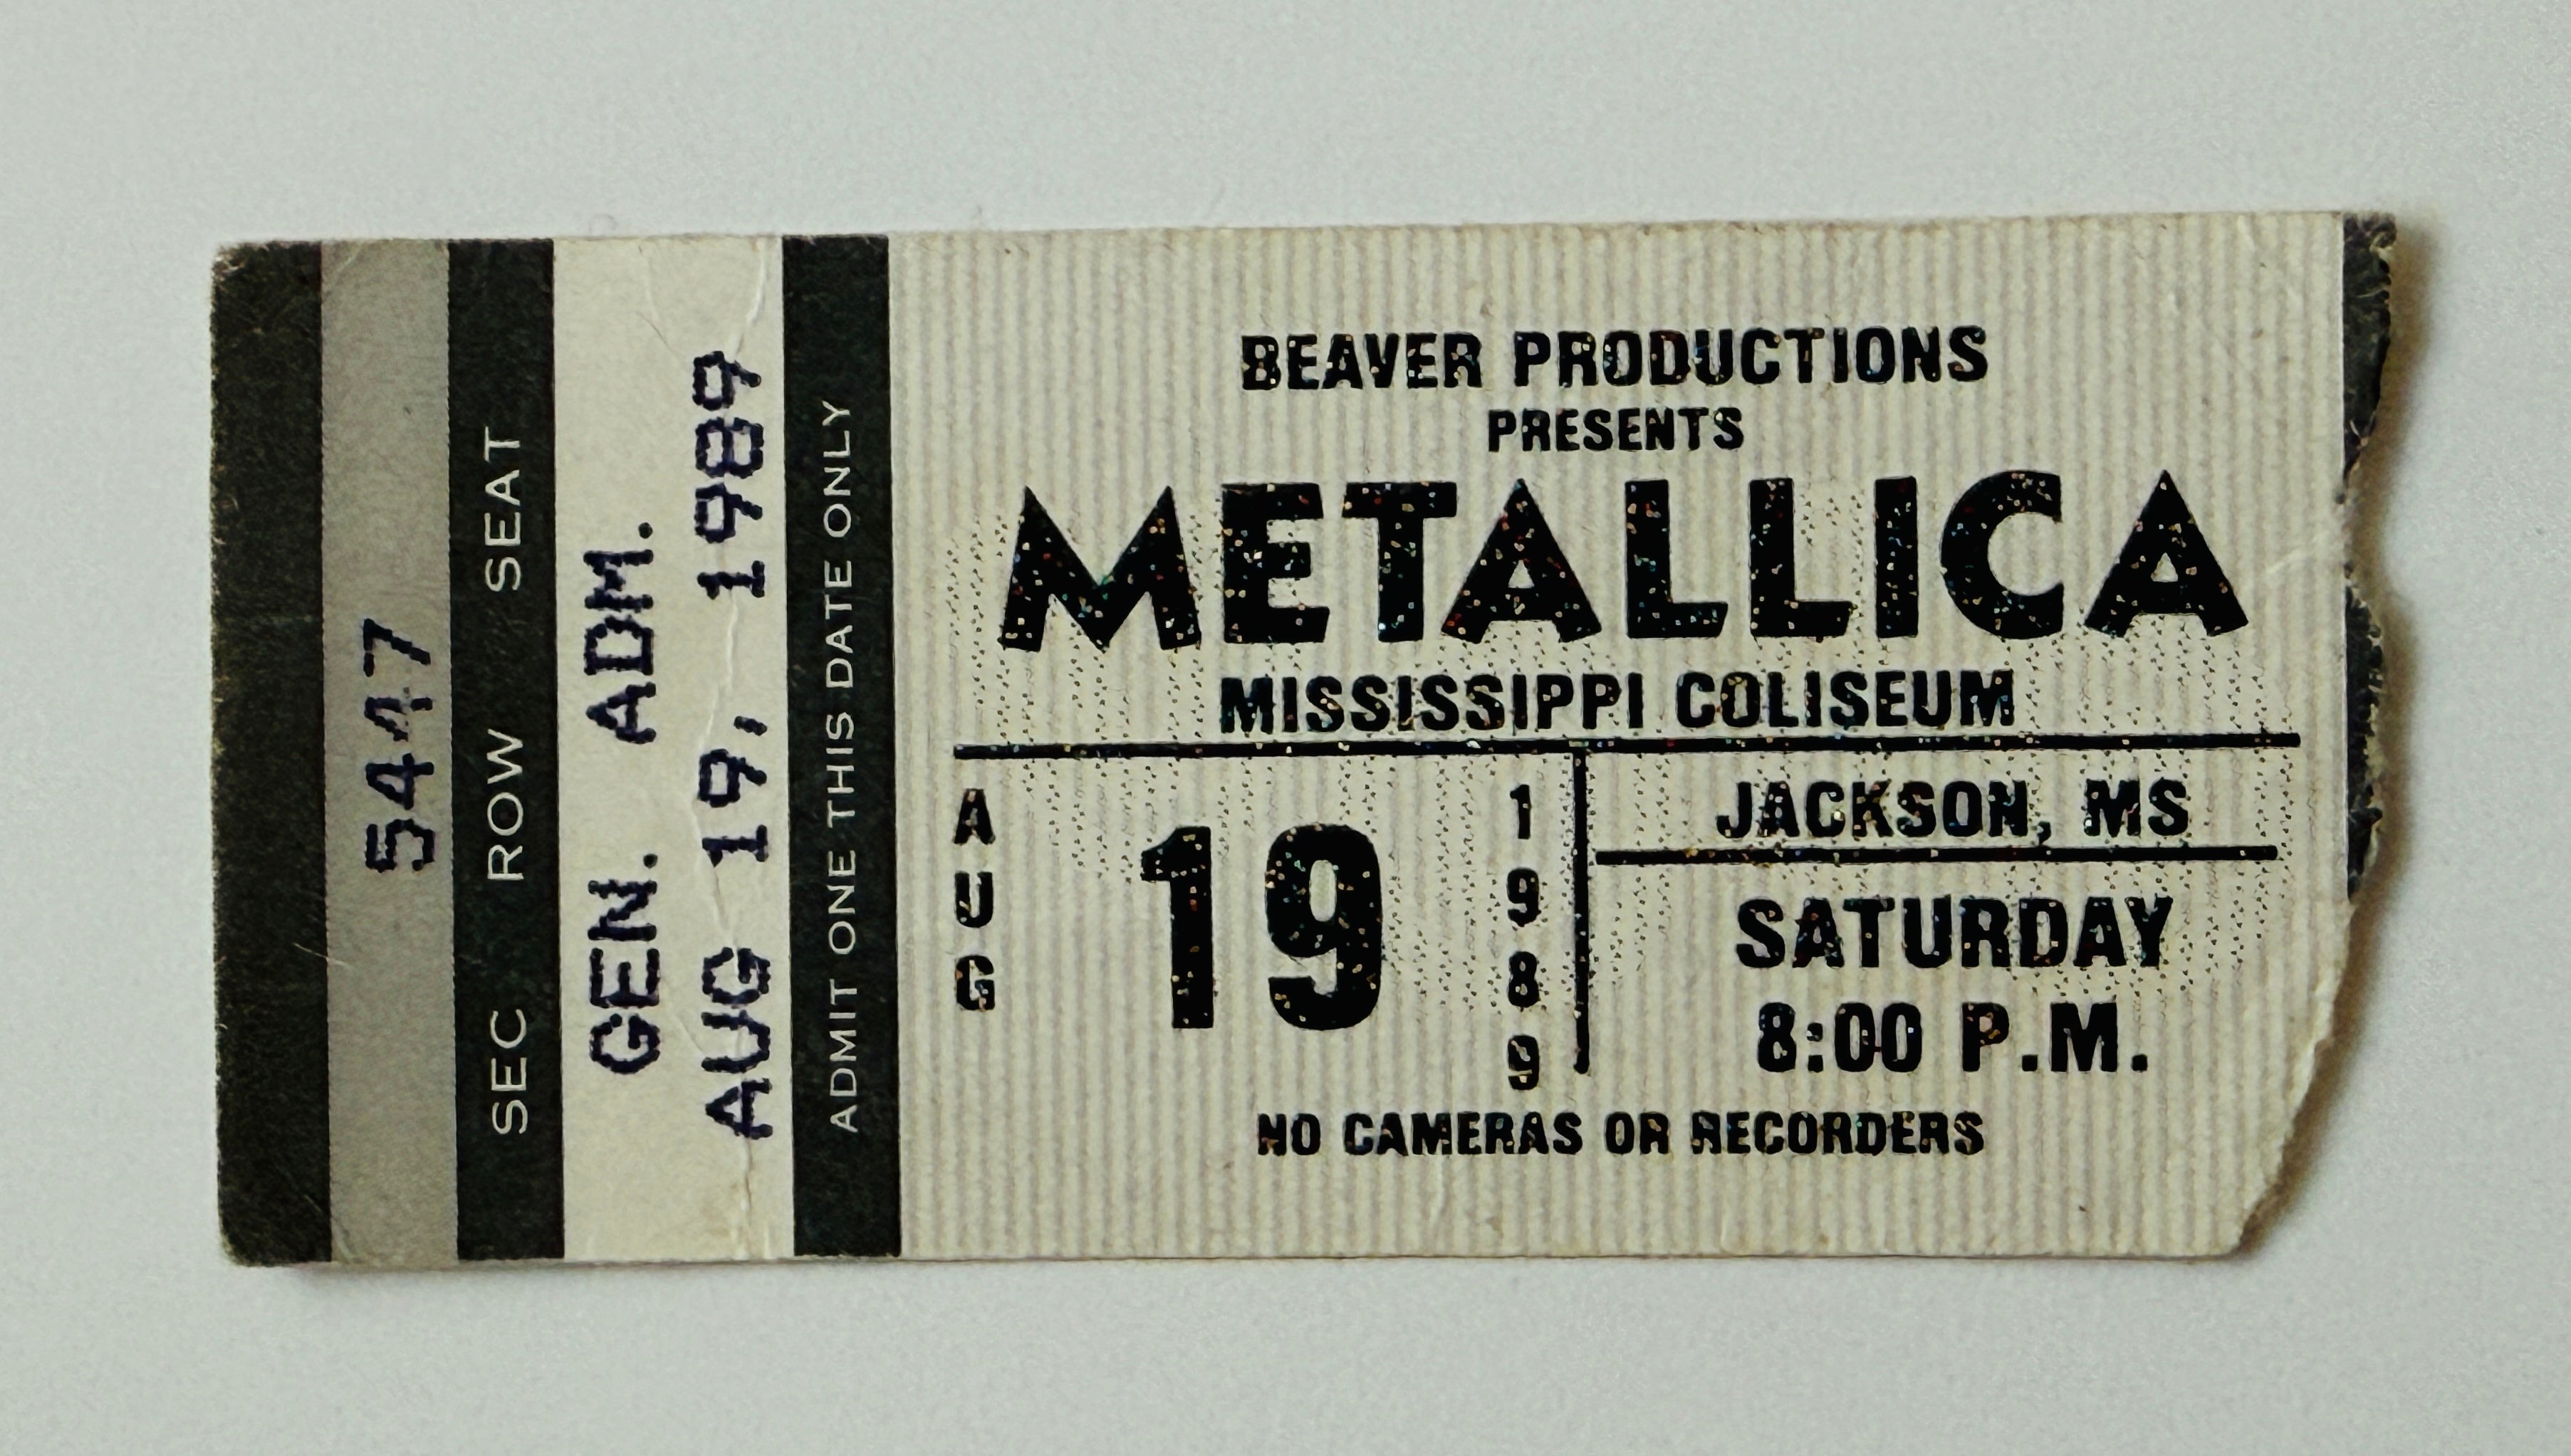 5447
SEC ROW SEAT
GEN. ADM.
AUG 19, 1989
ADMIT ONE THIS DATE ONLY
BEAVER PRODUCTIONS
PRESENTS
METALLICA
MISSISSIPPI COLISEUM
AUG
19
1989
JACKSON, MS
SATURDAY
8:00 P.M.
NO CAMERAS OR RECORDERS